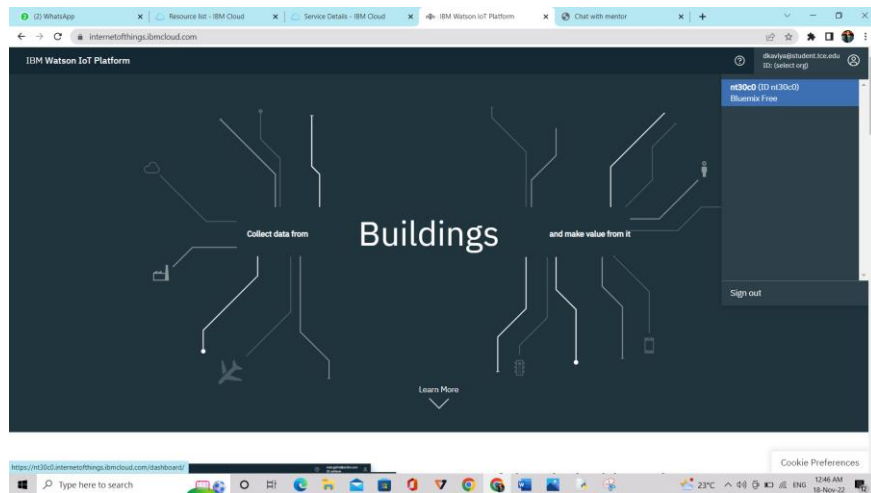 (2) WhatsApp
Resource list - IBM Cloud
Service Details - IBM Cloud
IBM Watson IoT Platform
Chat with mentor
internetofthings.ibmcloud.com
IBM Watson IoT Platform
dkavlya@student.tce.edu
ID: (select org)
nt30c0 (ID nt30c0)
Bluemix Free
Collect data from
Buildings
and make value from it
Sign out
Learn More
Cookie Preferences
https://nt30c0.internetofthings.ibmcloud.com/dashboard/
Type here to search
23°C
ENG
12:46 AM
18-Nov-22